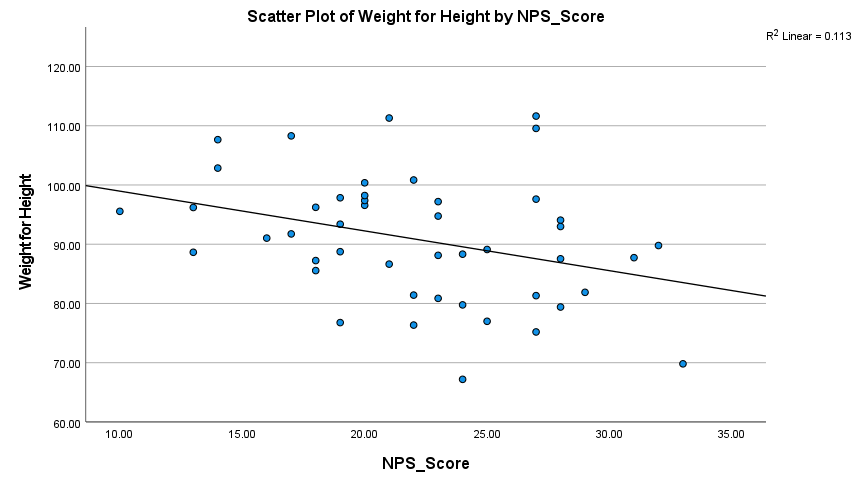 Scatter Plot of Weight for Height by NPS_Score
R2 Linear = 0.113
120.00
110.00
100.00
90.00
80.00
70.00
60.00
Weight for Height
10.00 15.00 20.00 25.00 30.00 35.00
NPS_Score